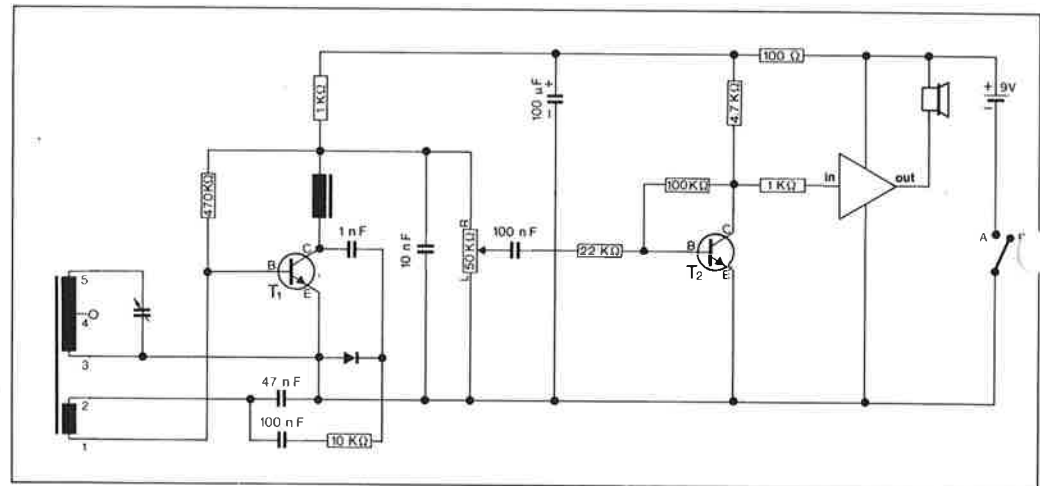 100 Ω
1 KΩ
100 µF
+
−
4.7 KΩ
+ 9V
−
470 KΩ
100 KΩ
1 KΩ
in
out
R
C
1 nF
10 nF
50 KΩ
100 nF
22 KΩ
C
B
E
T2
A
B
E
T1
L
5
4
3
47 nF
2
100 nF
10 KΩ
1